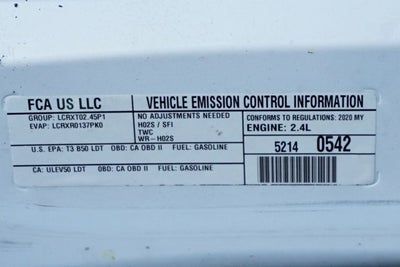 FCA US LLC
VEHICLE EMISSION CONTROL INFORMATION
GROUP: LCRXT02.45P1
EVAP: LCRXR0137PK0
NO ADJUSTMENTS NEEDED
HO2S / SFI
TWC
WR-HO2S
CONFORMS TO REGULATIONS: 2020 MY
ENGINE: 2.4L
U.S. EPA: T3 B50 LDT OBD: CA OBD II FUEL: GASOLINE
CA: ULEV50 LDT OBD: CA OBD II FUEL: GASOLINE
5214 0542